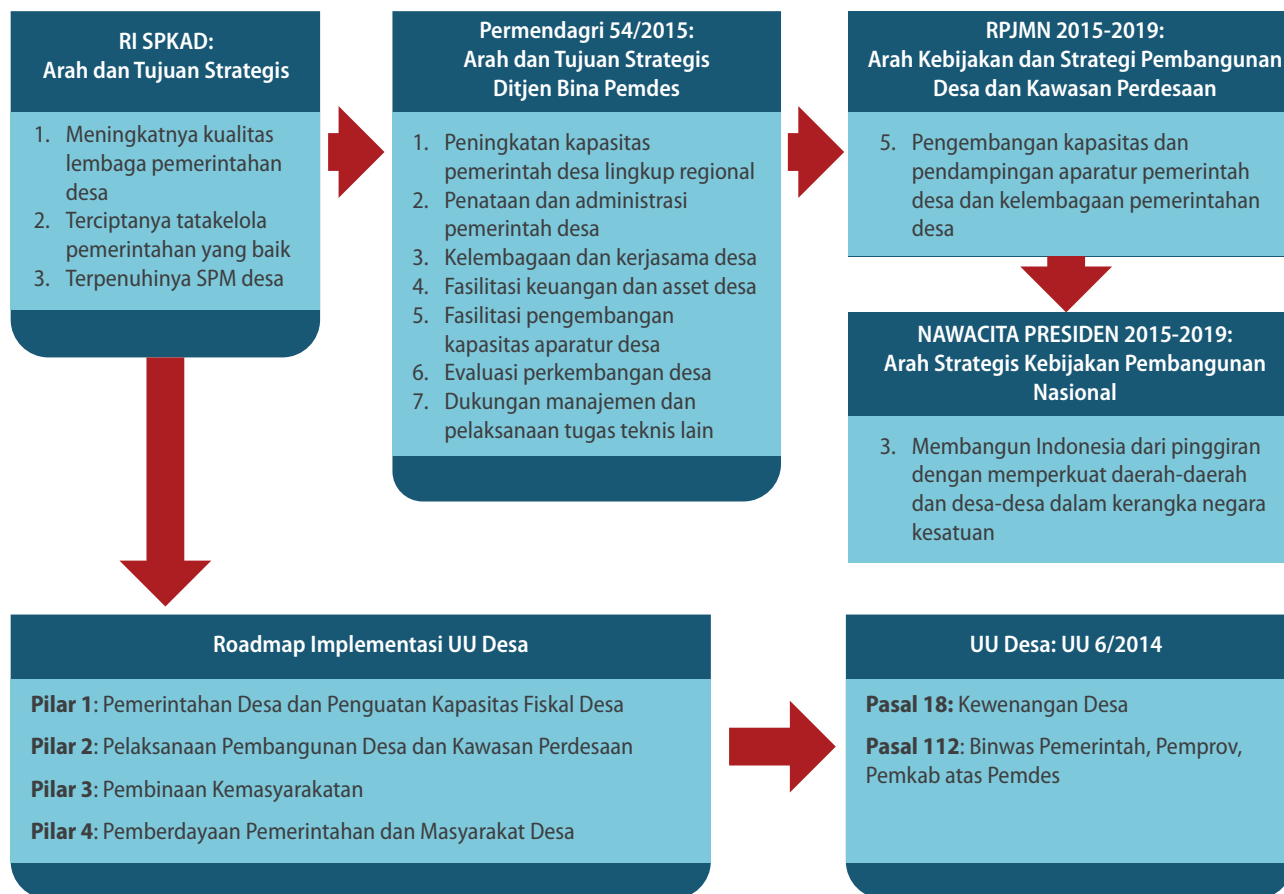 RI SPKAD:
Arah dan Tujuan Strategis
1. Meningkatnya kualitas
lembaga pemerintahan
desa
2. Terciptanya tatakelola
pemerintahan yang baik
3. Terpenuhinya SPM desa
Permendagri 54/2015:
Arah dan Tujuan Strategis
Ditjen Bina Pemdes
1. Peningkatan kapasitas
pemerintah desa lingkup regional
2. Penataan dan administrasi
pemerintah desa
3. Kelembagaan dan kerjasama desa
4. Fasilitasi keuangan dan asset desa
5. Fasilitasi pengembangan
kapasitas aparatur desa
6. Evaluasi perkembangan desa
7. Dukungan manajemen dan
pelaksanaan tugas teknis lain
RPJMN 2015-2019:
Arah Kebijakan dan Strategi Pembangunan
Desa dan Kawasan Perdesaan
5. Pengembangan kapasitas dan
pendampingan aparatur pemerintah
desa dan kelembagaan pemerintahan
desa
NAWACITA PRESIDEN 2015-2019:
Arah Strategis Kebijakan Pembangunan
Nasional
3. Membangun Indonesia dari pinggiran
dengan memperkuat daerah-daerah
dan desa-desa dalam kerangka negara
kesatuan
Roadmap Implementasi UU Desa
Pilar 1: Pemerintahan Desa dan Penguatan Kapasitas Fiskal Desa
Pilar 2: Pelaksanaan Pembangunan Desa dan Kawasan Perdesaan
Pilar 3: Pembinaan Kemasyarakatan
Pilar 4: Pemberdayaan Pemerintahan dan Masyarakat Desa
UU Desa: UU 6/2014
Pasal 18: Kewenangan Desa
Pasal 112: Binwas Pemerintah, Pemprov,
Pemkab atas Pemdes